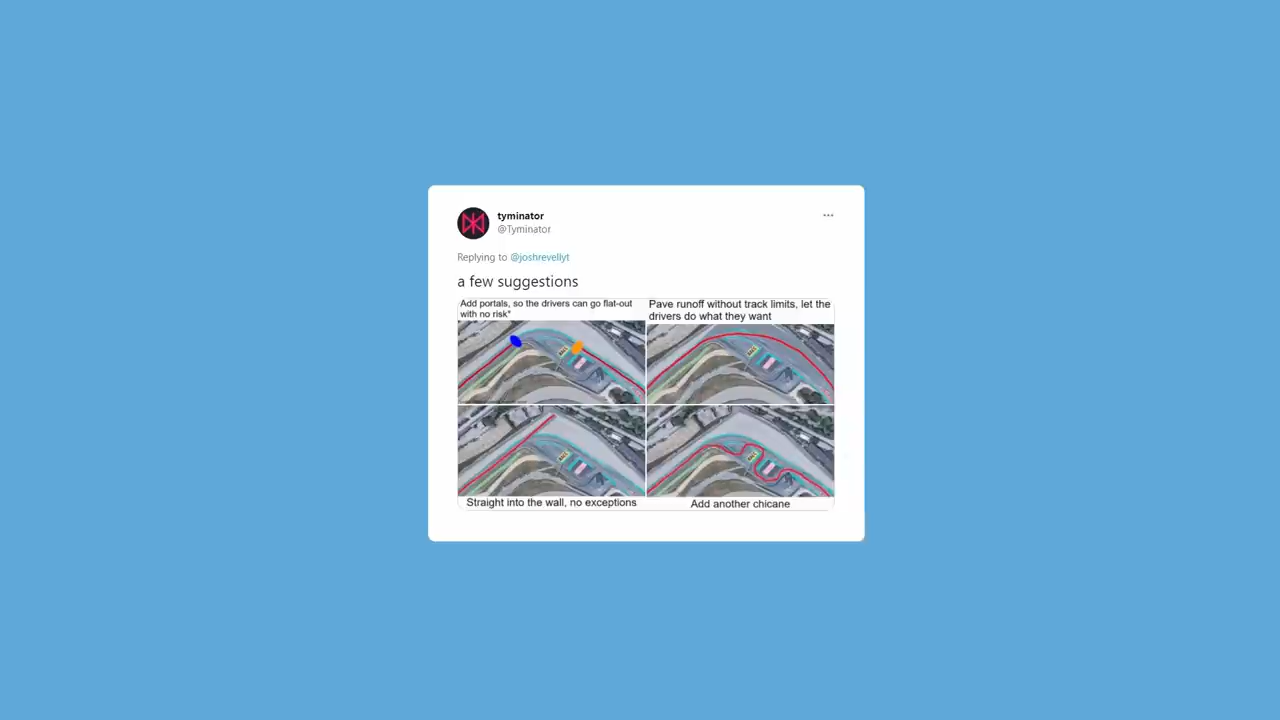 tyminator
@Tyminator
Replying to @joshrevellyt
a few suggestions
Add portals, so the drivers can go flat-out
with no risk*
Pave runoff without track limits, let the
drivers do what they want
Straight into the wall, no exceptions
Add another chicane